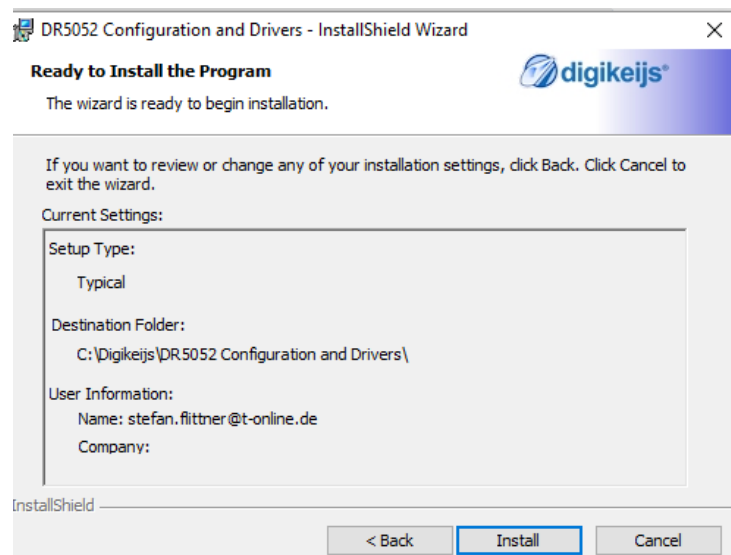 DR5052 Configuration and Drivers - InstallShield Wizard
Ready to Install the Program
The wizard is ready to begin installation.
digikeijs®
If you want to review or change any of your installation settings, click Back. Click Cancel to
exit the wizard.
Current Settings:
Setup Type:
Typical
Destination Folder:
C:\Digikeijs\DR5052 Configuration and Drivers\
User Information:
Name: stefan.flittner@t-online.de
Company:
InstallShield
< Back
Install
Cancel